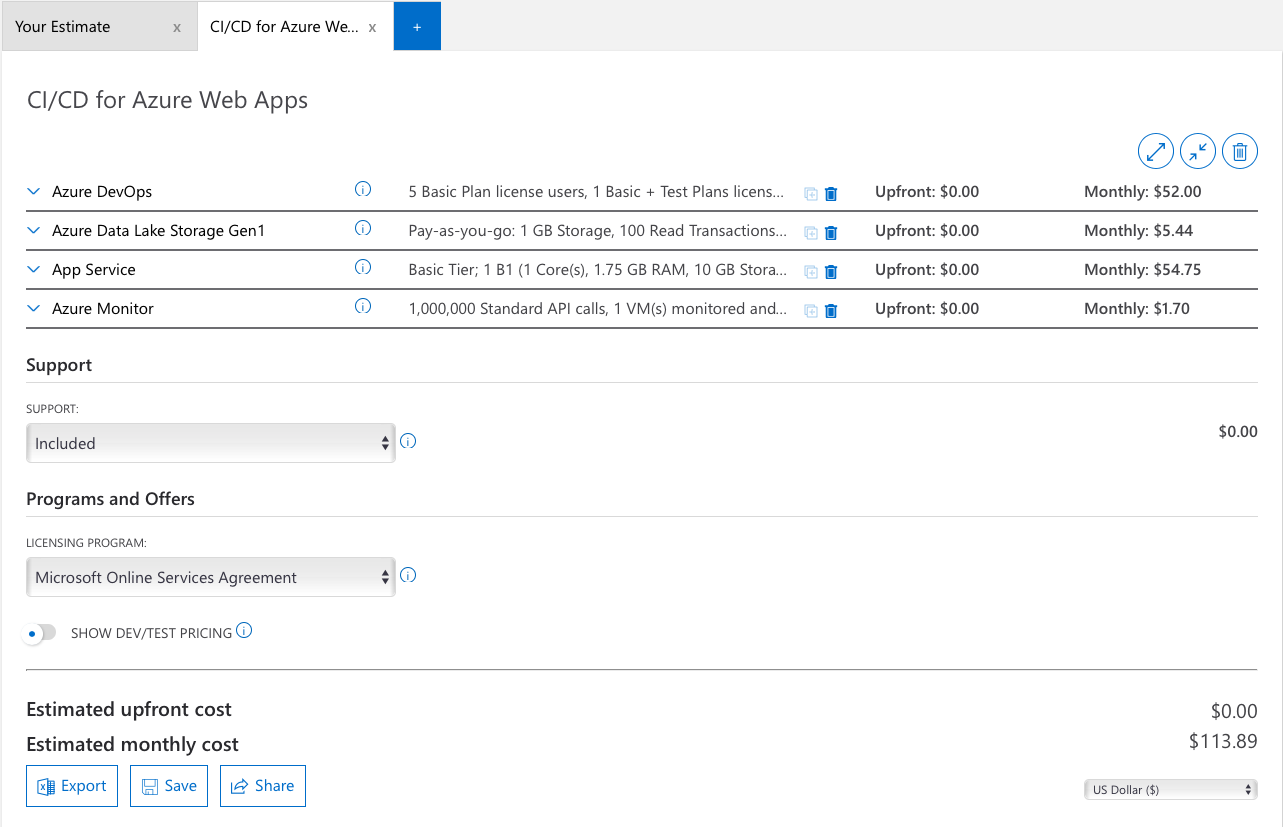 Your Estimate x CI/CD for Azure We... x +
CI/CD for Azure Web Apps
Azure DevOps 5 Basic Plan license users, 1 Basic + Test Plans licens... Upfront: $0.00 Monthly: $52.00
Azure Data Lake Storage Gen1 Pay-as-you-go: 1 GB Storage, 100 Read Transactions... Upfront: $0.00 Monthly: $5.44
App Service Basic Tier; 1 B1 (1 Core(s), 1.75 GB RAM, 10 GB Stora... Upfront: $0.00 Monthly: $54.75
Azure Monitor 1,000,000 Standard API calls, 1 VM(s) monitored and... Upfront: $0.00 Monthly: $1.70
Support
SUPPORT:
Included $0.00
Programs and Offers
LICENSING PROGRAM:
Microsoft Online Services Agreement
SHOW DEV/TEST PRICING
Estimated upfront cost $0.00
Estimated monthly cost $113.89
Export Save Share US Dollar ($)